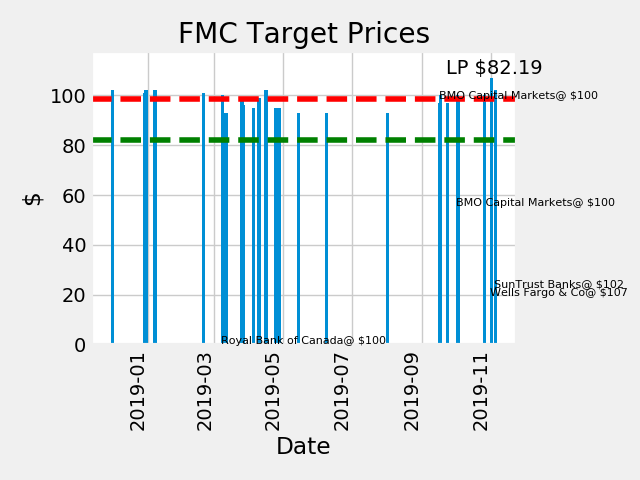 FMC Target Prices
LP $82.19
BMO Capital Markets@ $100
BMO Capital Markets@ $100
SunTrust Banks@ $102
Wells Fargo & Co@ $107
Royal Bank of Canada@ $100
100
80
60
40
20
0
$
2019-01
2019-03
2019-05
2019-07
2019-09
2019-11
Date